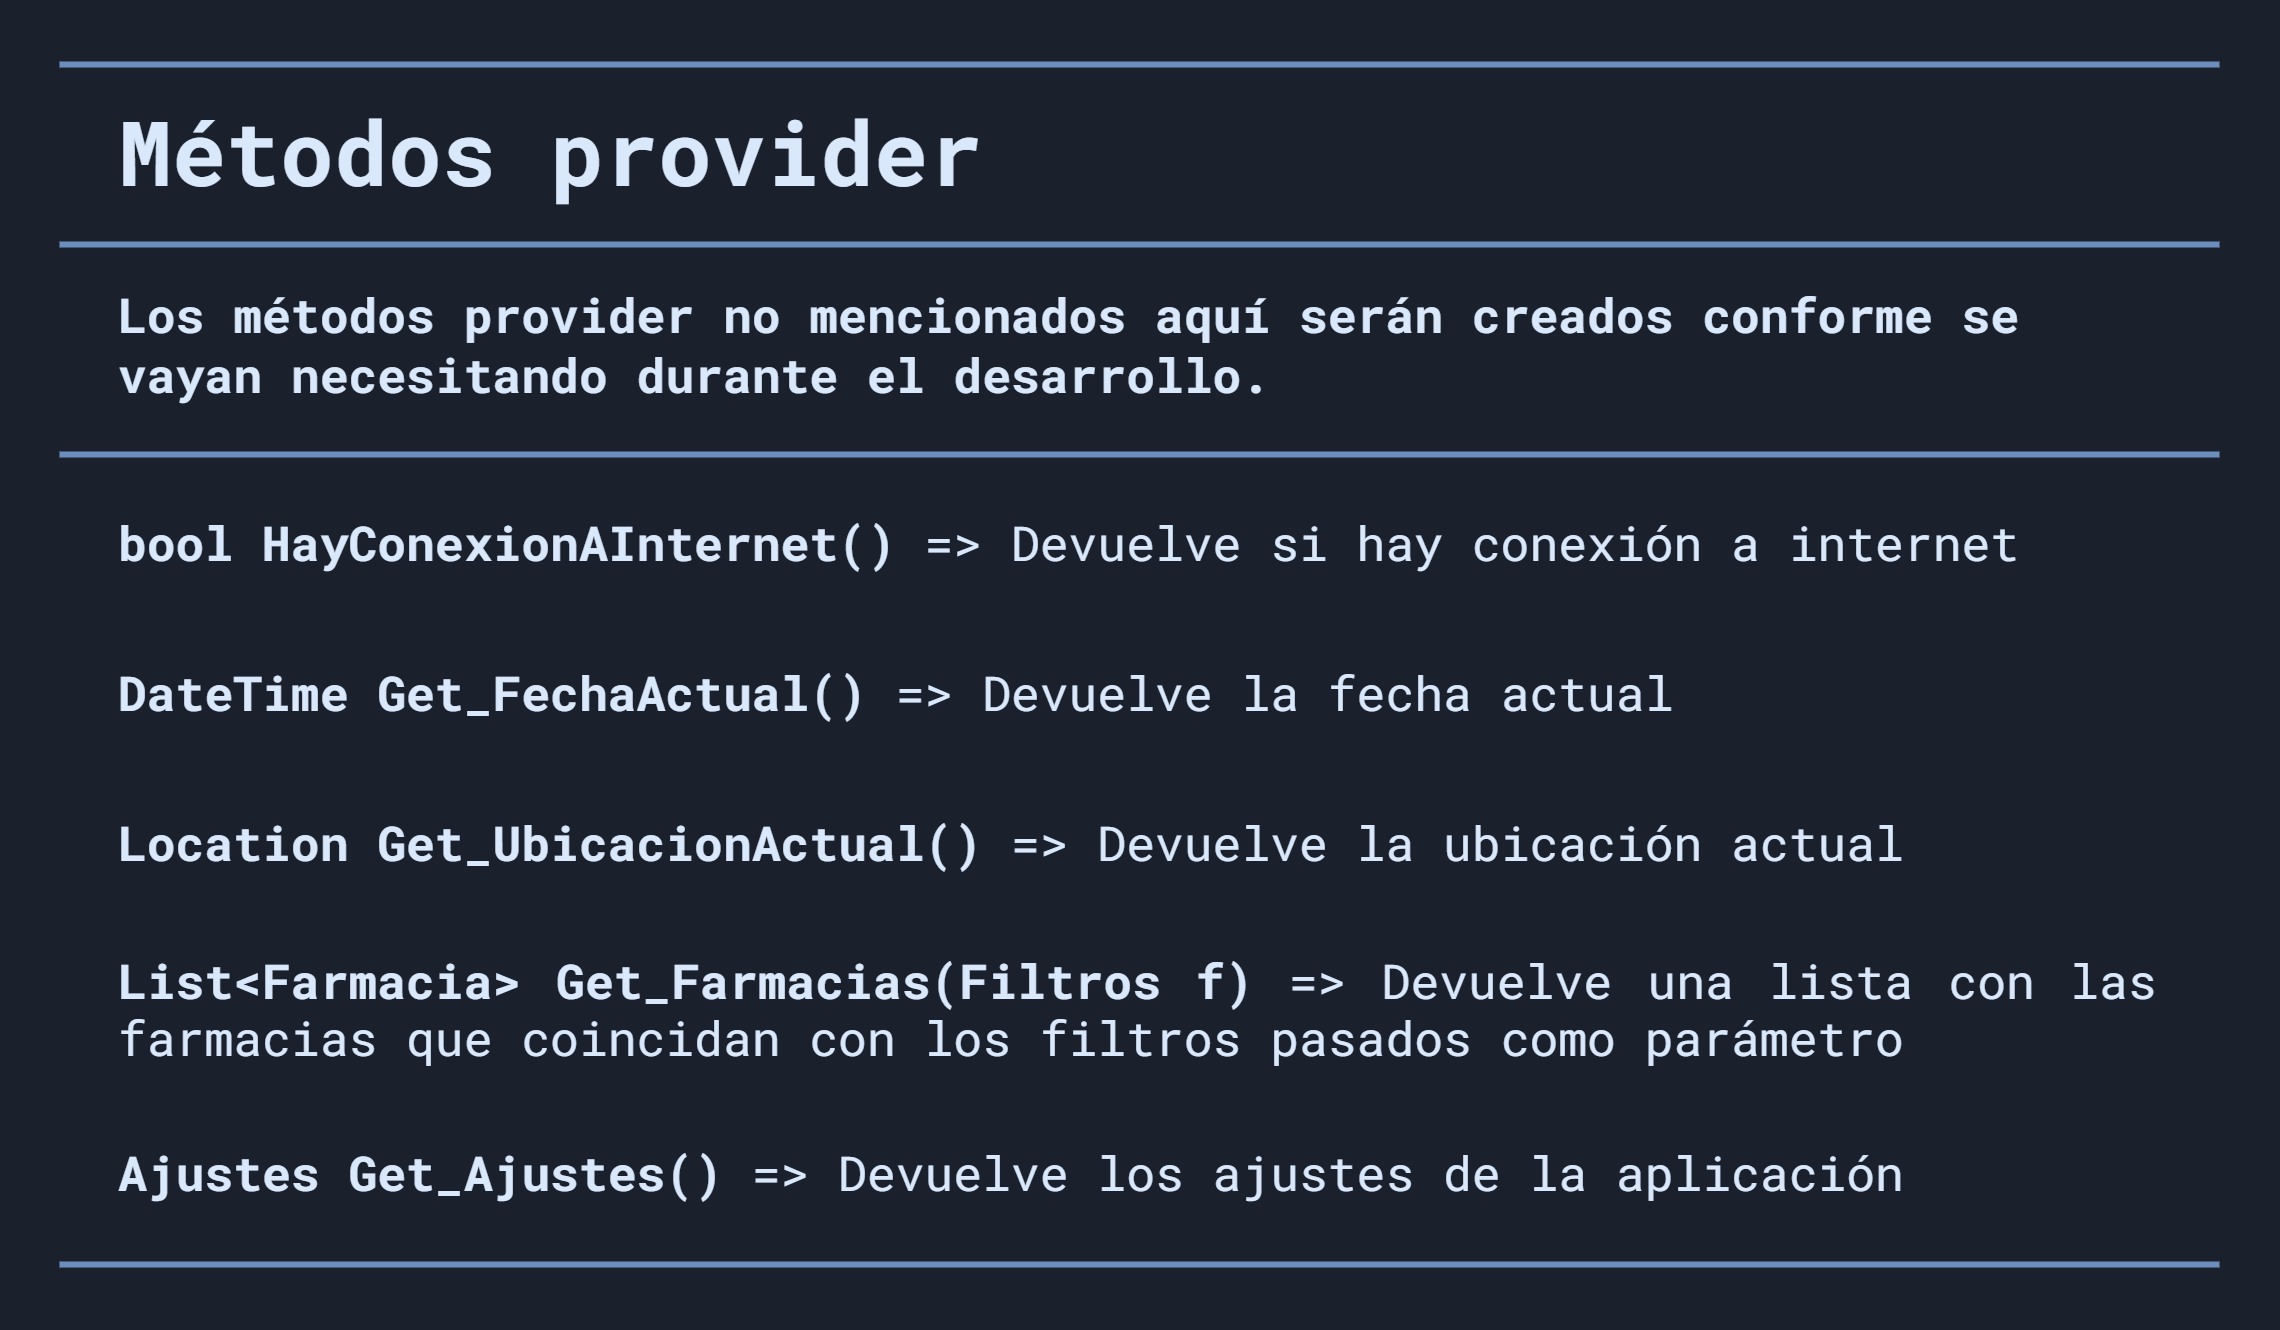 Métodos provider
Los métodos provider no mencionados aquí serán creados conforme se
vayan necesitando durante el desarrollo.
bool HayConexionAInternet() => Devuelve si hay conexión a internet
DateTime Get_FechaActual() => Devuelve la fecha actual
Location Get_UbicacionActual() => Devuelve la ubicación actual
List<Farmacia> Get_Farmacias(Filtros f) => Devuelve una lista con las
farmacias que coincidan con los filtros pasados como parámetro
Ajustes Get_Ajustes() => Devuelve los ajustes de la aplicación